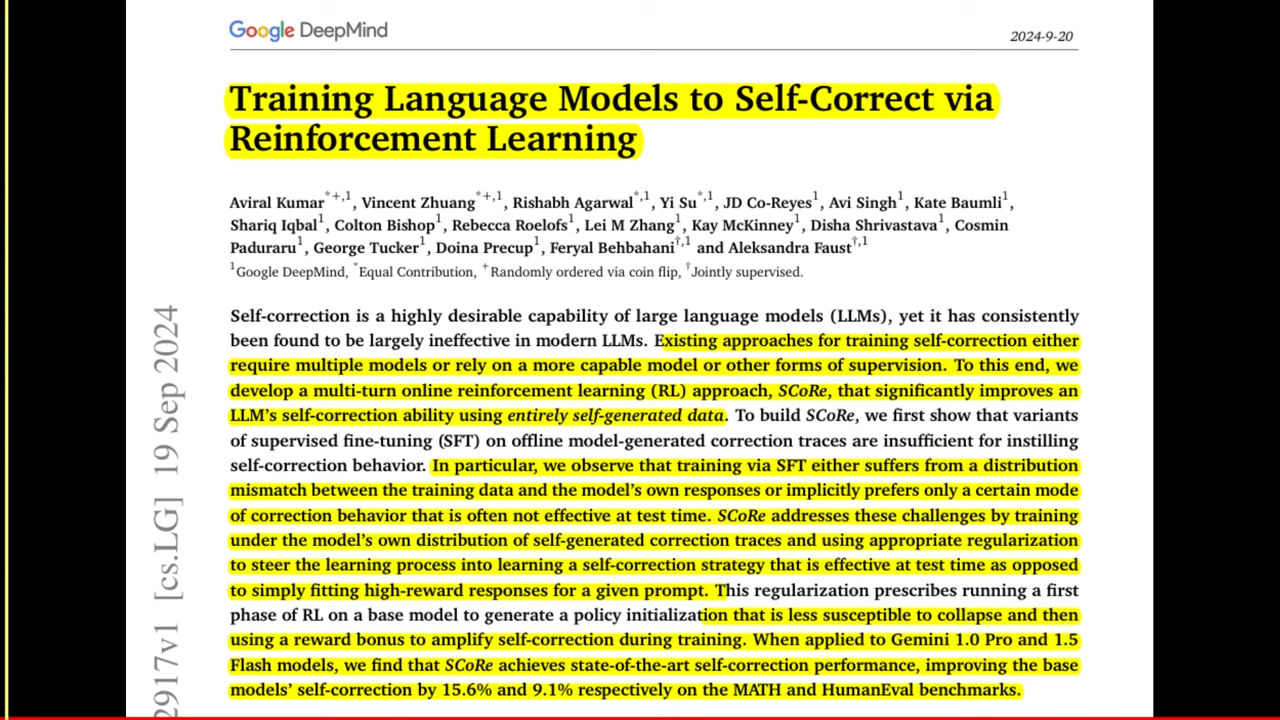 Google DeepMind
2024-9-20
Training Language Models to Self-Correct via
Reinforcement Learning
Aviral Kumar*+,1, Vincent Zhuang*+,1, Rishabh Agarwal*,1, Yi Su*,1, JD Co-Reyes1, Avi Singh1, Kate Baumli1,
Shariq Iqbal1, Colton Bishop1, Rebecca Roelofs1, Lei M Zhang1, Kay McKinney1, Disha Shrivastava1, Cosmin
Paduraru1, George Tucker1, Doina Precup1, Feryal Behbahani†,1 and Aleksandra Faust†,1
1Google DeepMind, *Equal Contribution, +Randomly ordered via coin flip, †Jointly supervised.
Self-correction is a highly desirable capability of large language models (LLMs), yet it has consistently
been found to be largely ineffective in modern LLMs. Existing approaches for training self-correction either
require multiple models or rely on a more capable model or other forms of supervision. To this end, we
develop a multi-turn online reinforcement learning (RL) approach, SCoRe, that significantly improves an
LLM's self-correction ability using entirely self-generated data. To build SCoRe, we first show that variants
of supervised fine-tuning (SFT) on offline model-generated correction traces are insufficient for instilling
self-correction behavior. In particular, we observe that training via SFT either suffers from a distribution
mismatch between the training data and the model's own responses or implicitly prefers only a certain mode
of correction behavior that is often not effective at test time. SCoRe addresses these challenges by training
under the model's own distribution of self-generated correction traces and using appropriate regularization
to steer the learning process into learning a self-correction strategy that is effective at test time as opposed
to simply fitting high-reward responses for a given prompt. This regularization prescribes running a first
phase of RL on a base model to generate a policy initialization that is less susceptible to collapse and then
using a reward bonus to amplify self-correction during training. When applied to Gemini 1.0 Pro and 1.5
Flash models, we find that SCoRe achieves state-of-the-art self-correction performance, improving the base
models' self-correction by 15.6% and 9.1% respectively on the MATH and HumanEval benchmarks.
2917v1 [cs.LG] 19 Sep 2024